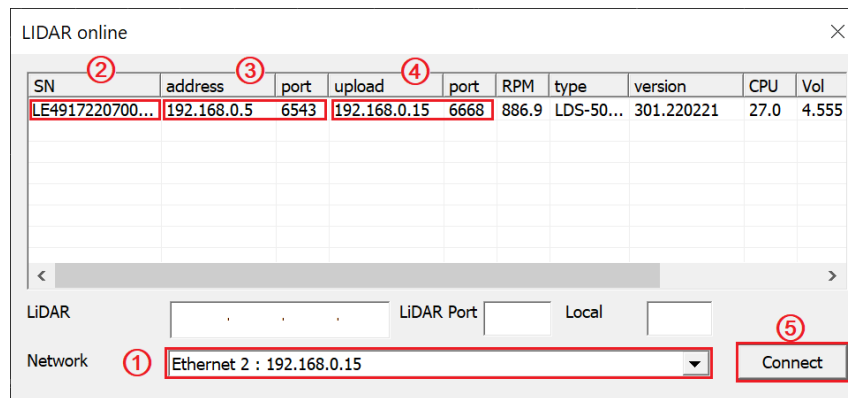 LIDAR online
② ③ ④
SN address port upload port RPM type version CPU Vol
LE4917220700... 192.168.0.5 6543 192.168.0.15 6668 886.9 LDS-50... 301.220221 27.0 4.555
LiDAR . . . LiDAR Port Local
⑤
Network ① Ethernet 2 : 192.168.0.15 Connect